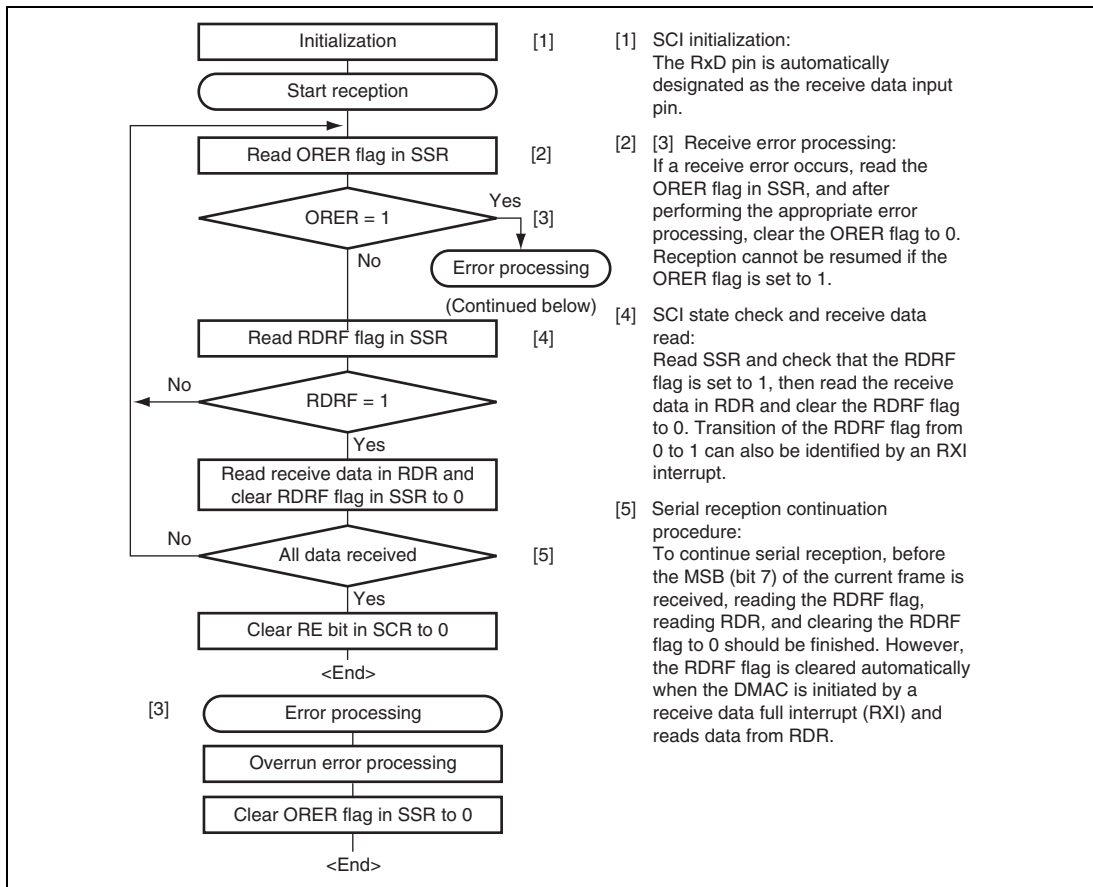 Initialization
[1]
Start reception
Read ORER flag in SSR
[2]
ORER = 1
Yes
[3]
No
Error processing
(Continued below)
Read RDRF flag in SSR
[4]
No
RDRF = 1
Yes
Read receive data in RDR and
clear RDRF flag in SSR to 0
No
All data received
[5]
Yes
Clear RE bit in SCR to 0
<End>
[3]
Error processing
Overrun error processing
Clear ORER flag in SSR to 0
<End>
[1] SCI initialization:
The RxD pin is automatically
designated as the receive data input
pin.
[2] [3] Receive error processing:
If a receive error occurs, read the
ORER flag in SSR, and after
performing the appropriate error
processing, clear the ORER flag to 0.
Reception cannot be resumed if the
ORER flag is set to 1.
[4] SCI state check and receive data
read:
Read SSR and check that the RDRF
flag is set to 1, then read the receive
data in RDR and clear the RDRF flag
to 0. Transition of the RDRF flag from
0 to 1 can also be identified by an RXI
interrupt.
[5] Serial reception continuation
procedure:
To continue serial reception, before
the MSB (bit 7) of the current frame is
received, reading the RDRF flag,
reading RDR, and clearing the RDRF
flag to 0 should be finished. However,
the RDRF flag is cleared automatically
when the DMAC is initiated by a
receive data full interrupt (RXI) and
reads data from RDR.